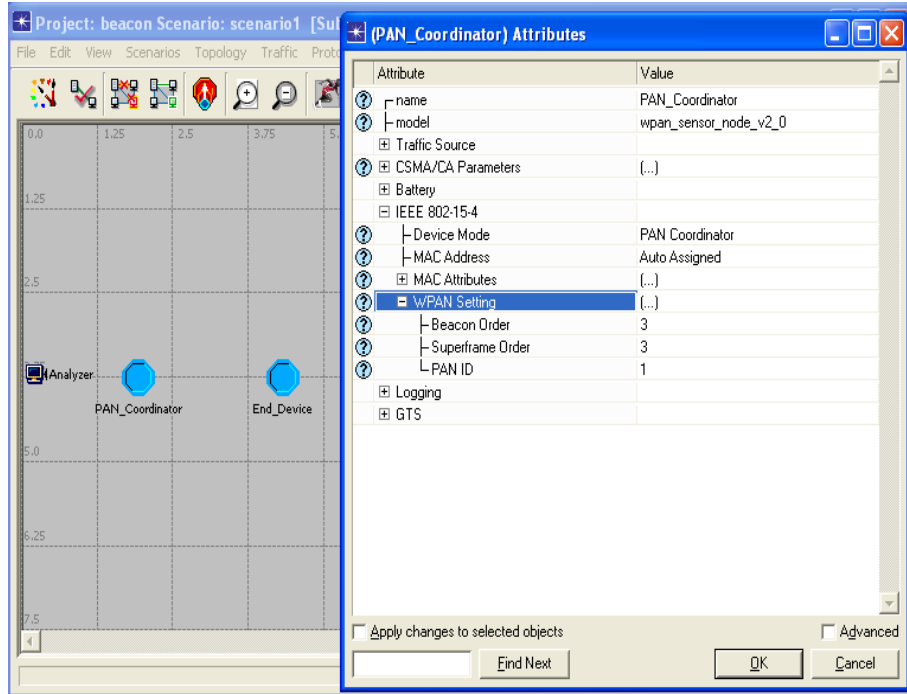 Project: beacon Scenario: scenario1 [Sul
File Edit View Scenarios Topology Traffic Proto
0.0 1.25 2.5 3.75 5.
1.25
2.5
Analyzer
PAN_Coordinator End_Device
5.0
6.25
7.5
(PAN_Coordinator) Attributes
Attribute Value
name PAN_Coordinator
model wpan_sensor_node_v2_0
Traffic Source
CSMA/CA Parameters (...)
Battery
IEEE 802-15-4
Device Mode PAN Coordinator
MAC Address Auto Assigned
MAC Attributes (...)
WPAN Setting (...)
Beacon Order 3
Superframe Order 3
PAN ID 1
Logging
GTS
Apply changes to selected objects Advanced
Find Next OK Cancel